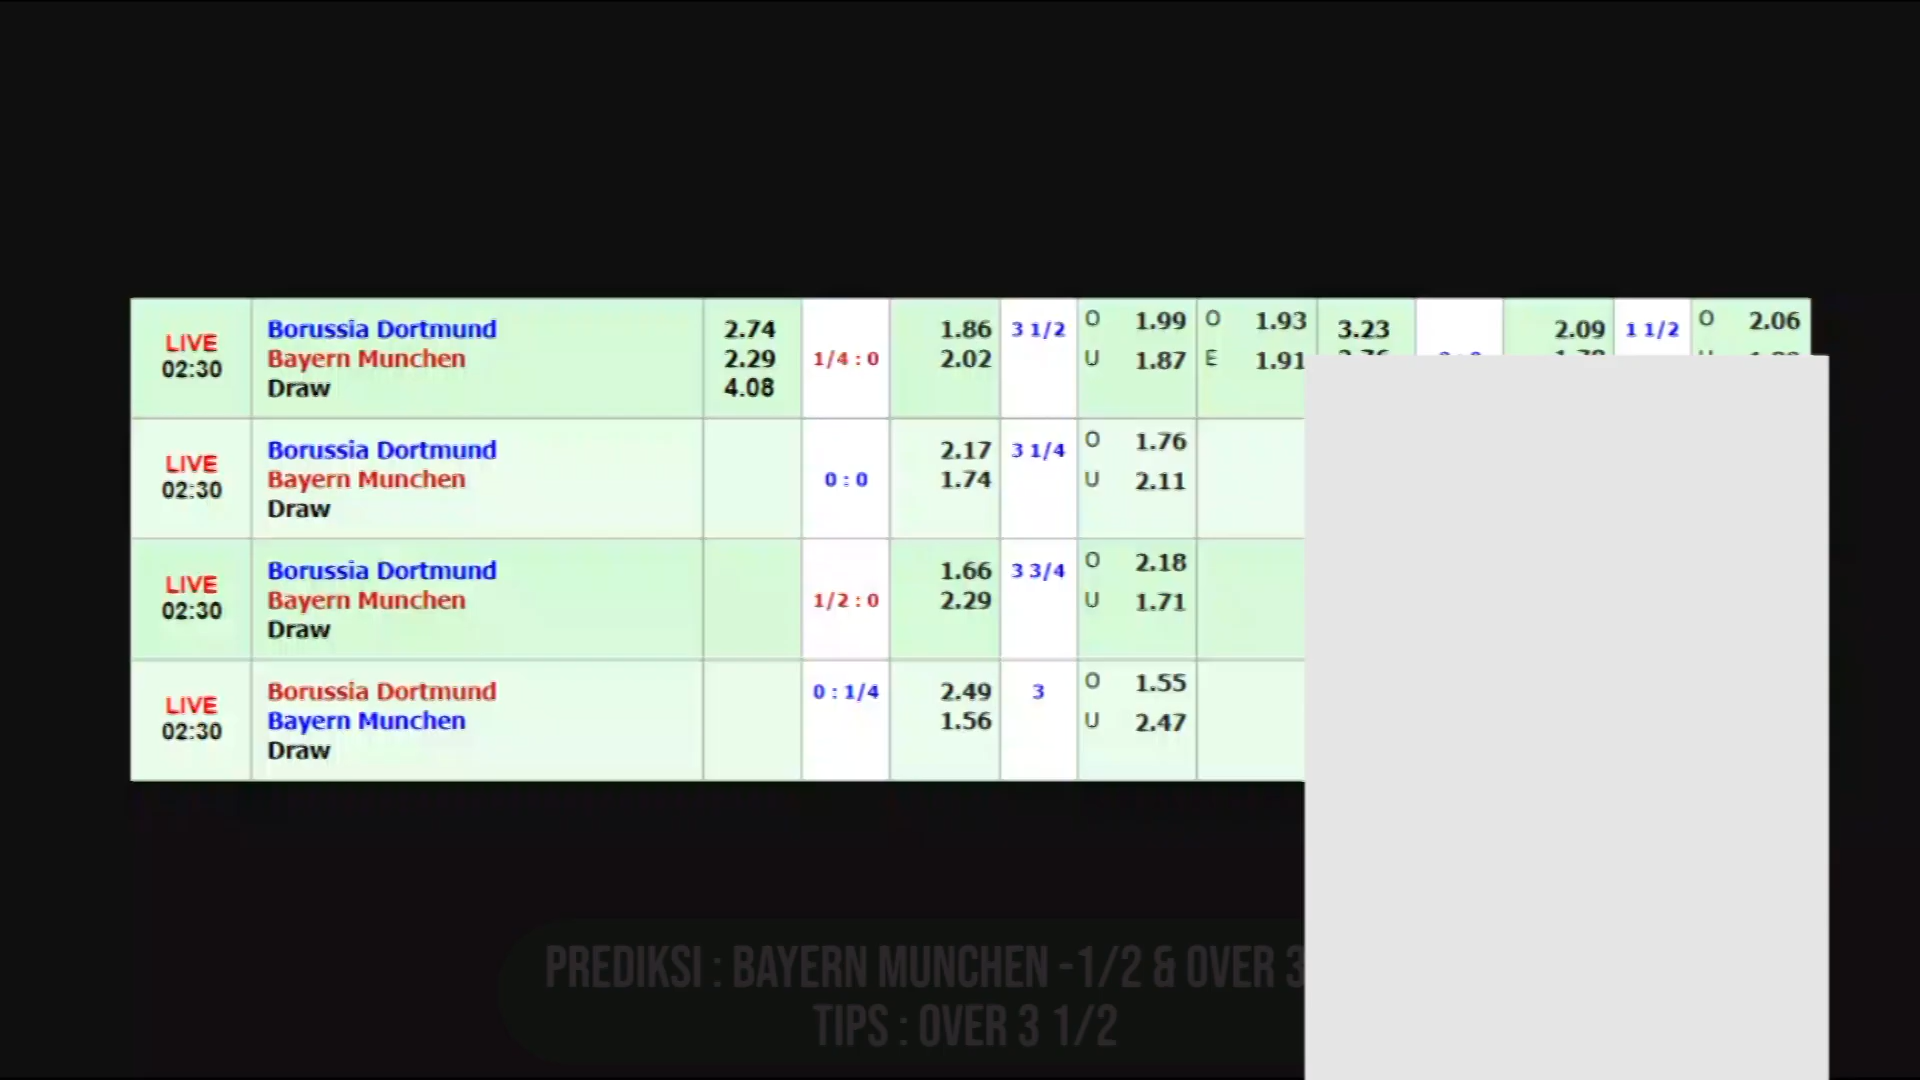 LIVE 02:30 Borussia Dortmund 2.74 1.86 3 1/2 O 1.99 O 1.93 3.23 2.09 1 1/2 O 2.06
Bayern Munchen 2.29 1/4 : 0 2.02 U 1.87 E 1.91
Draw 4.08
LIVE 02:30 Borussia Dortmund 2.17 3 1/4 O 1.76
Bayern Munchen 0 : 0 1.74 U 2.11
Draw
LIVE 02:30 Borussia Dortmund 1.66 3 3/4 O 2.18
Bayern Munchen 1/2 : 0 2.29 U 1.71
Draw
LIVE 02:30 Borussia Dortmund 0 : 1/4 2.49 3 O 1.55
Bayern Munchen 1.56 U 2.47
Draw
PREDIKSI : BAYERN MUNCHEN -1/2 & OVER 3
TIPS : OVER 3 1/2